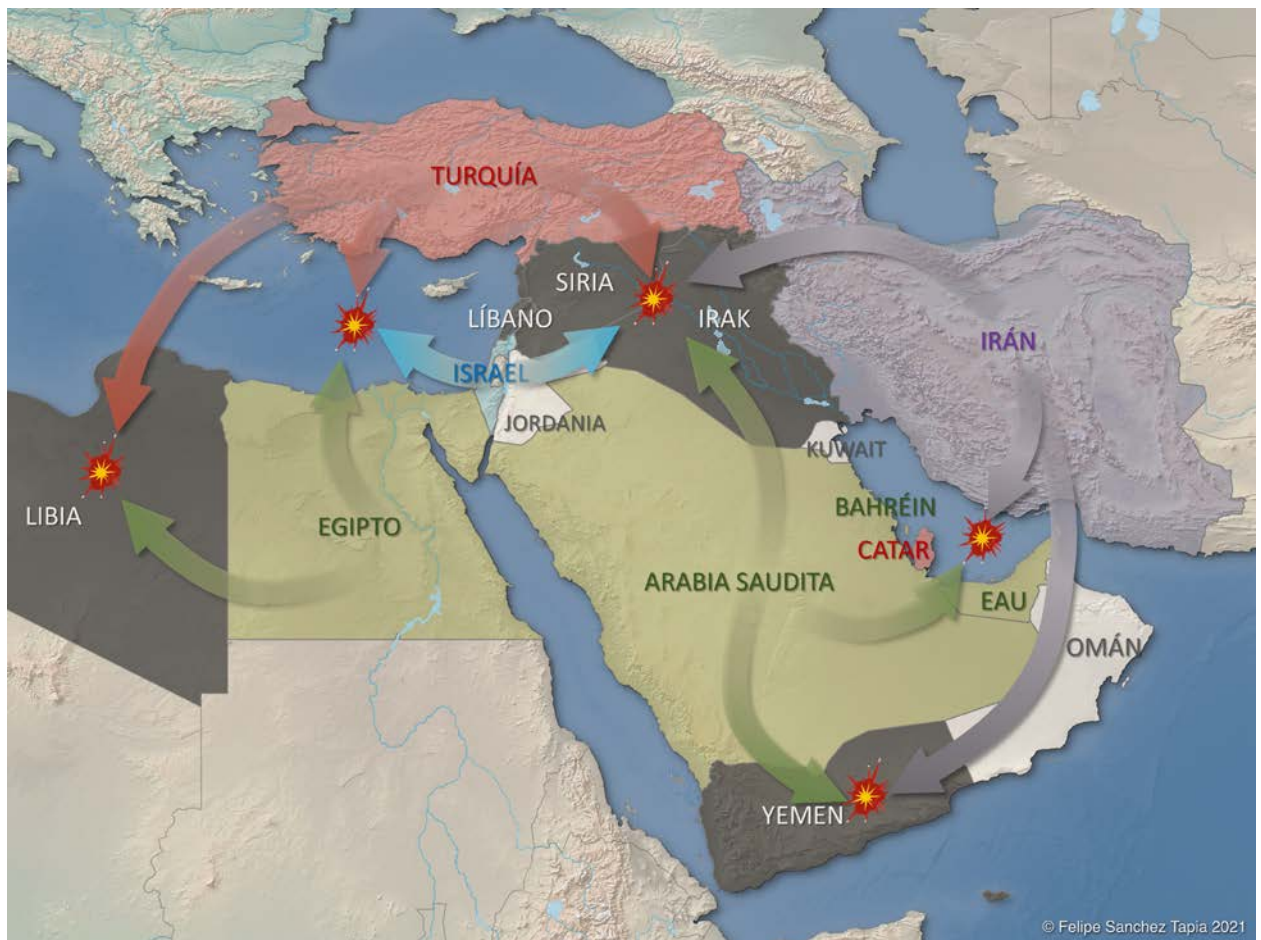 TURQUÍA
SIRIA
LÍBANO
IRAK
IRÁN
ISRAEL
JORDANIA
KUWAIT
LIBIA
EGIPTO
BAHRÉIN
CATAR
ARABIA SAUDITA
EAU
OMÁN
YEMEN
© Felipe Sanchez Tapia 2021